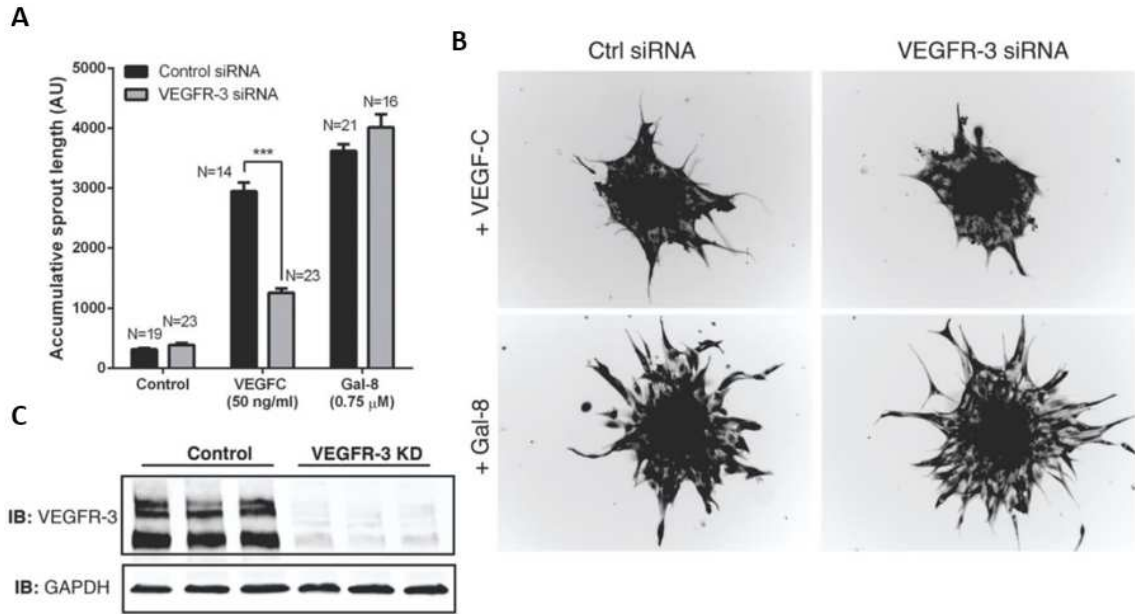 A
Accumulative sprout length (AU)
5000
4000
3000
2000
1000
0
Control siRNA
VEGFR-3 siRNA
N=19
N=23
N=14
***
N=23
N=21
N=16
Control
VEGFC
(50 ng/ml)
Gal-8
(0.75 μM)
B
Ctrl siRNA
VEGFR-3 siRNA
+ VEGF-C
+ Gal-8
C
Control
VEGFR-3 KD
IB: VEGFR-3
IB: GAPDH